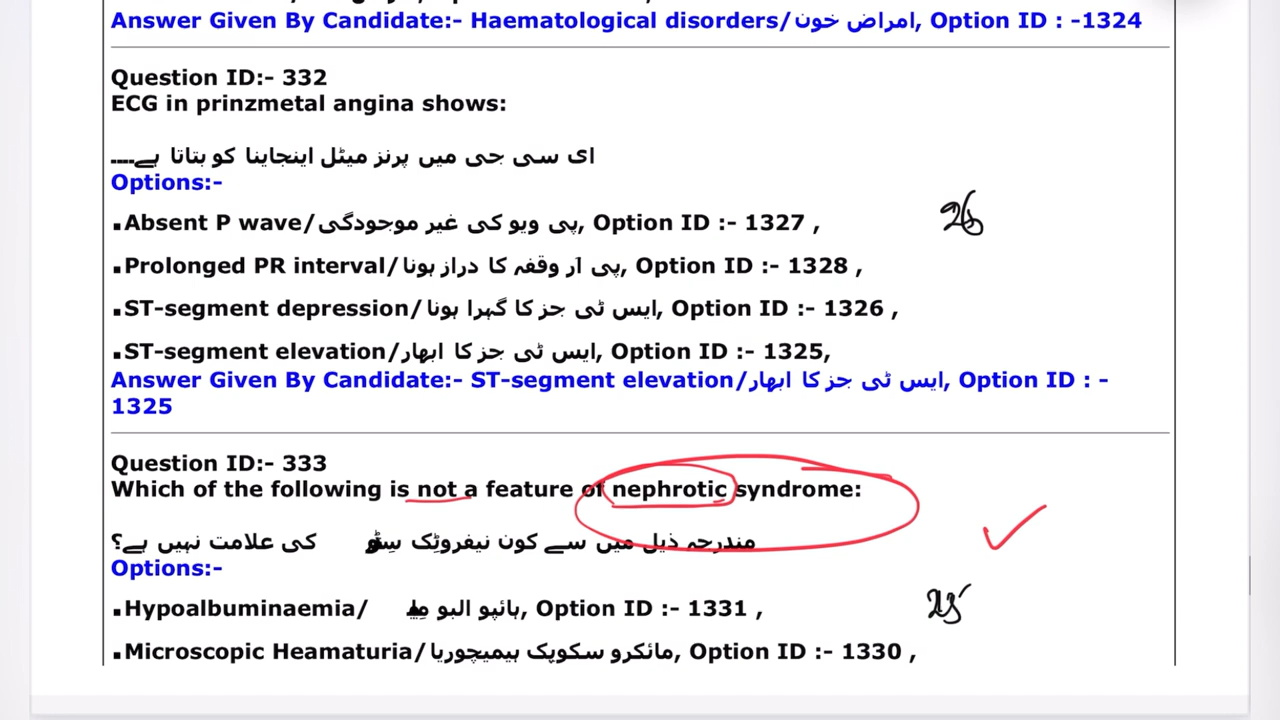 Answer Given By Candidate:- Haematological disorders/امراض خون, Option ID : -1324
Question ID:- 332
ECG in prinzmetal angina shows:
ای سی جی میں پرنز میٹل اینجاینا کو بتاتا ہے۔۔۔۔
Options:-
▪Absent P wave/پی ویو کی غیر موجودگی, Option ID :- 1327 ,
26
▪Prolonged PR interval/پی آر وقفہ کا دراز ہونا, Option ID :- 1328 ,
▪ST-segment depression/ایس ٹی جز کا گہرا ہونا, Option ID :- 1326 ,
▪ST-segment elevation/ایس ٹی جز کا ابھار, Option ID :- 1325,
Answer Given By Candidate:- ST-segment elevation/ایس ٹی جز کا ابھار, Option ID : -
1325
Question ID:- 333
Which of the following is not a feature of nephrotic syndrome:
مندرجہ ذیل میں سے کون نیفروٹِک کی علامت نہیں ہے؟
Options:-
▪Hypoalbuminaemia/ ہائپو البو, Option ID :- 1331 ,
▪Microscopic Heamaturia/مائکرو سکوپک ہیمیچوریا, Option ID :- 1330 ,